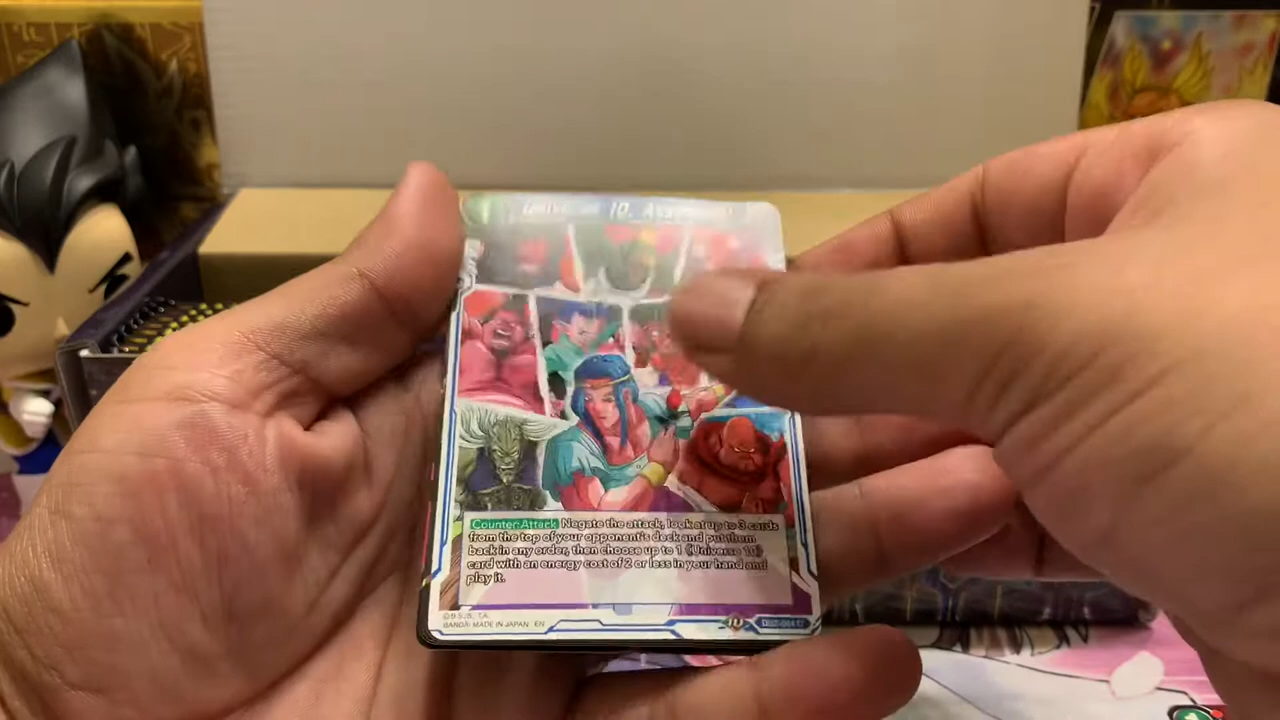 10, As
Counter: Attack Negate the attack, look at up to 3 cards
from the top of your opponent's deck and put them
back in any order, then choose up to 1 《Universe 10》
card with an energy cost of 2 or less in your hand and
play it.
BANDAI MADE IN JAPAN EN
10